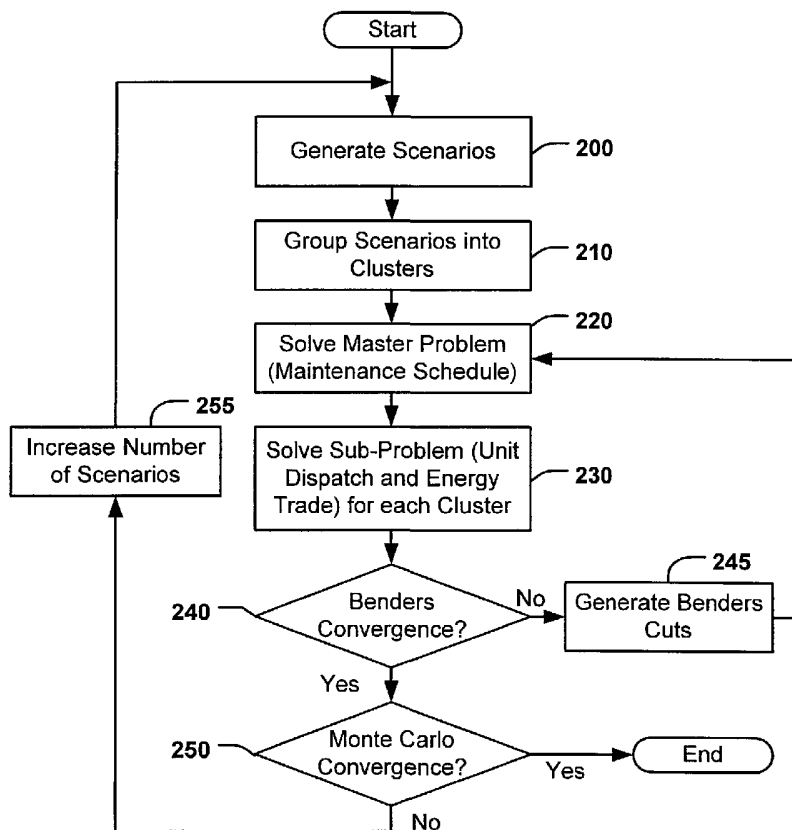 Start
Generate Scenarios
200
Group Scenarios into
Clusters
210
220
Solve Master Problem
(Maintenance Schedule)
255
Increase Number
of Scenarios
Solve Sub-Problem (Unit
Dispatch and Energy
Trade) for each Cluster
230
245
240
Benders
Convergence?
No
Generate Benders
Cuts
Yes
250
Monte Carlo
Convergence?
Yes
End
No